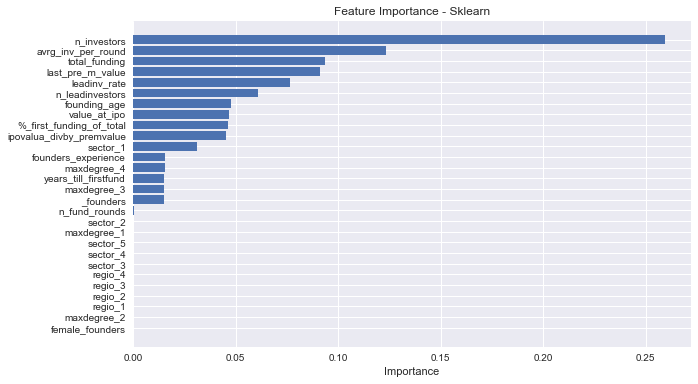 Feature Importance - Sklearn
n_investors
avrg_inv_per_round
total_funding
last_pre_m_value
leadinv_rate
n_leadinvestors
founding_age
value_at_ipo
%_first_funding_of_total
ipovalua_divby_premvalue
sector_1
founders_experience
maxdegree_4
years_till_firstfund
maxdegree_3
_founders
n_fund_rounds
sector_2
maxdegree_1
sector_5
sector_4
sector_3
regio_4
regio_3
regio_2
regio_1
maxdegree_2
female_founders
0.00 0.05 0.10 0.15 0.20 0.25
Importance